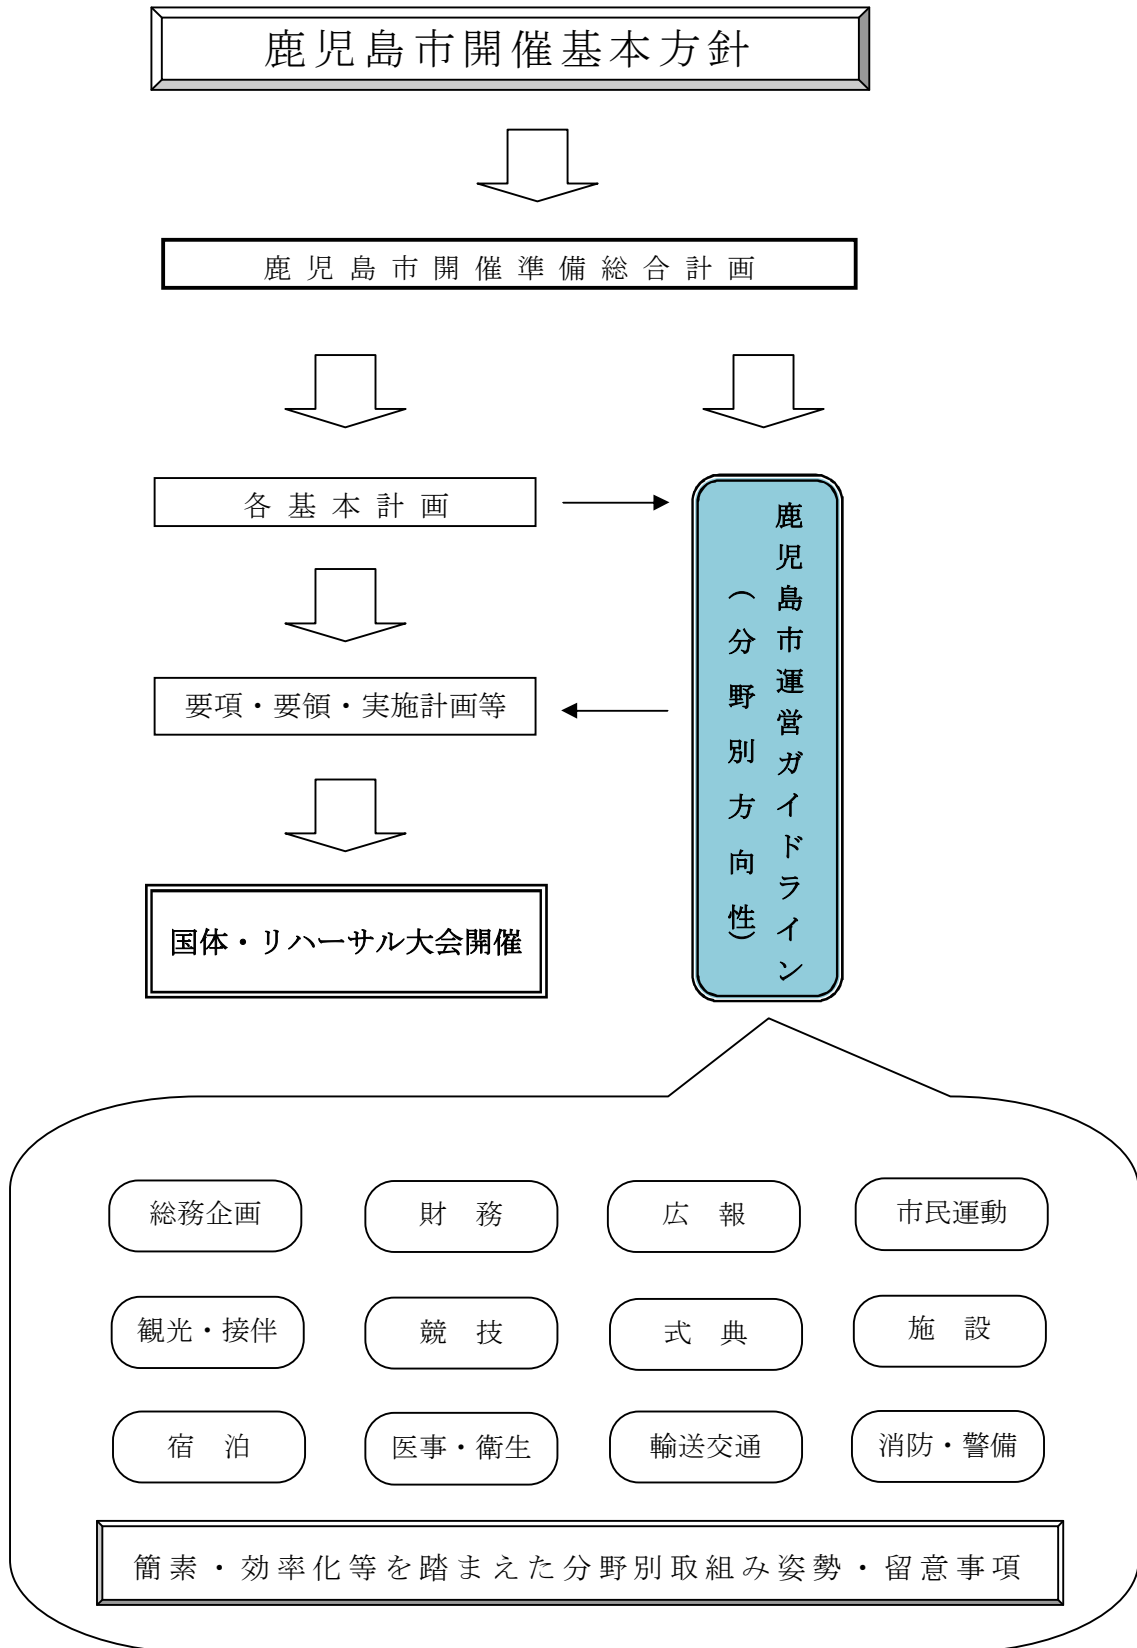 鹿児島市開催基本方針
鹿児島市開催準備総合計画
各基本計画
要項・要領・実施計画等
国体・リハーサル大会開催
鹿児島市運営ガイドライン
（分野別方向性）
総務企画
財　務
広　報
市民運動
観光・接伴
競　技
式　典
施　設
宿　泊
医事・衛生
輸送交通
消防・警備
簡素・効率化等を踏まえた分野別取組み姿勢・留意事項